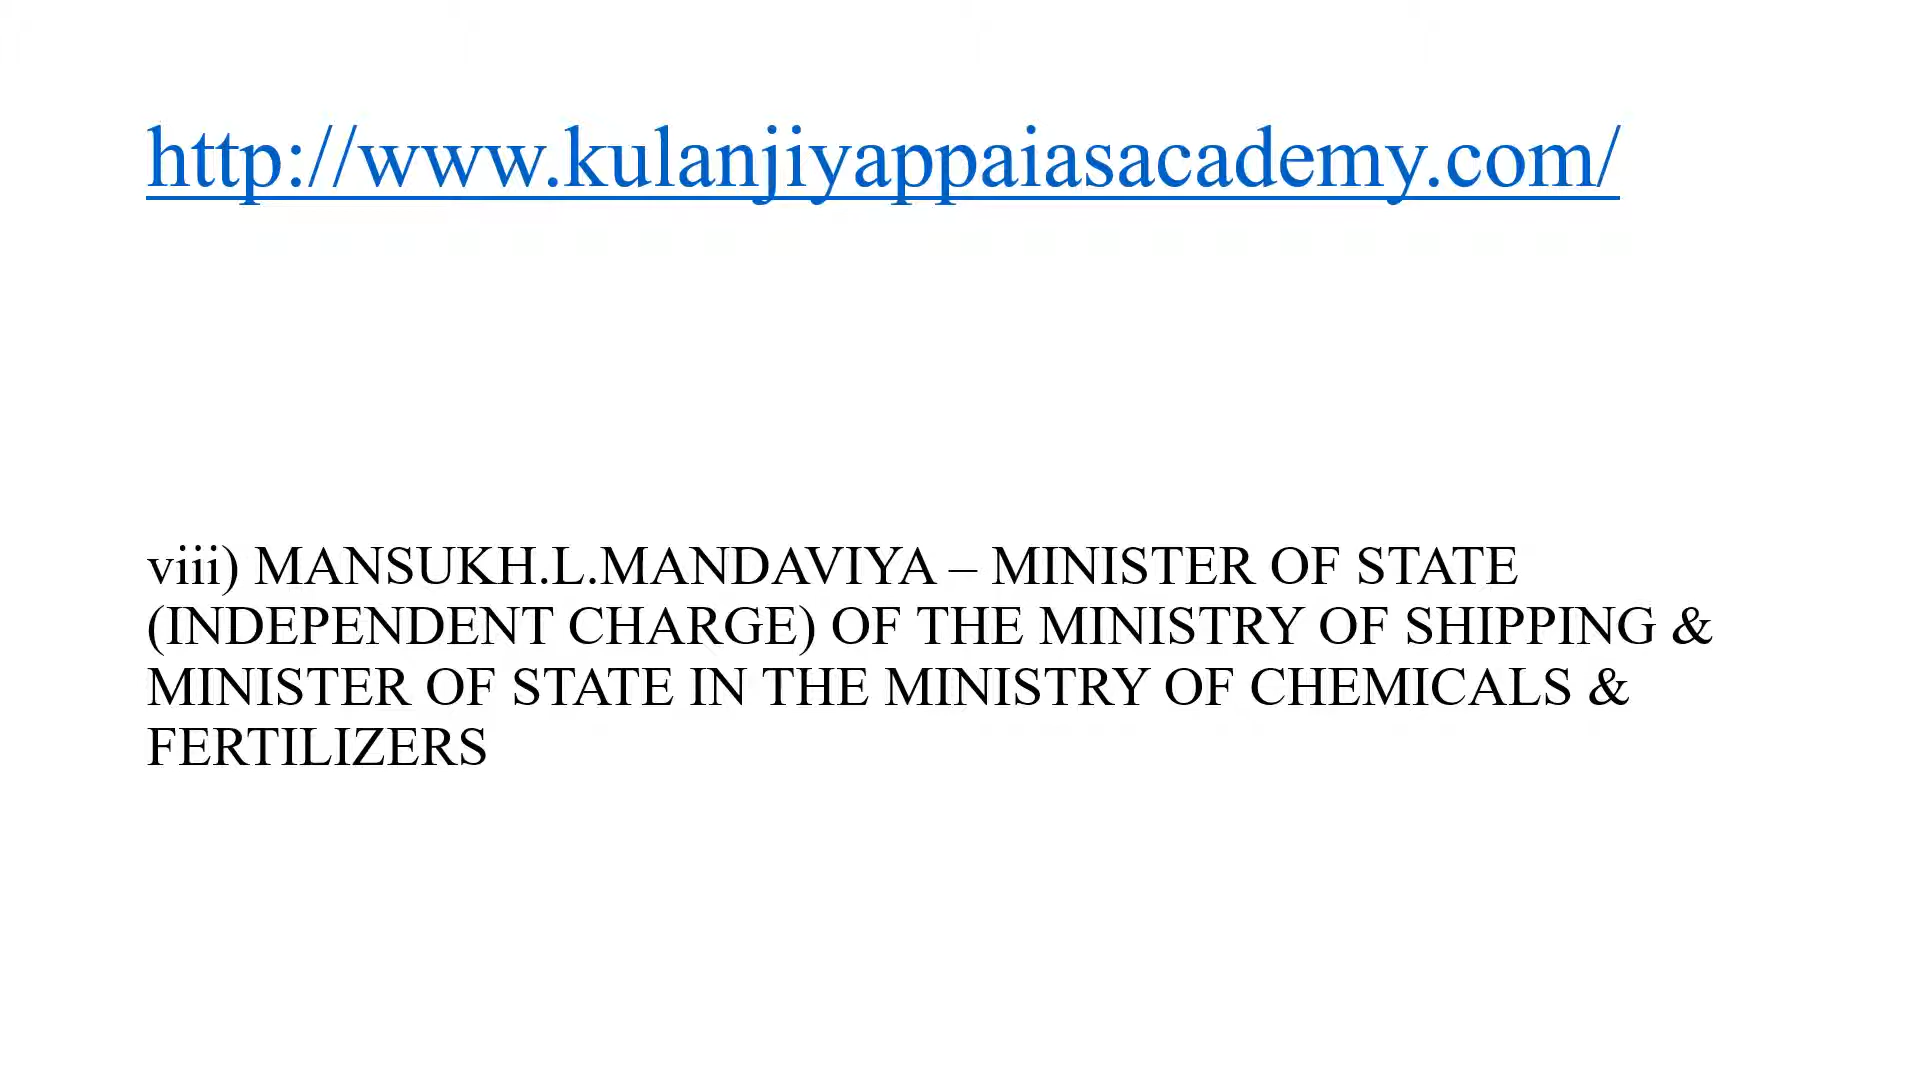 http://www.kulanjiyappaiasacademy.com/
viii) MANSUKH.L.MANDAVIYA – MINISTER OF STATE
(INDEPENDENT CHARGE) OF THE MINISTRY OF SHIPPING &
MINISTER OF STATE IN THE MINISTRY OF CHEMICALS &
FERTILIZERS